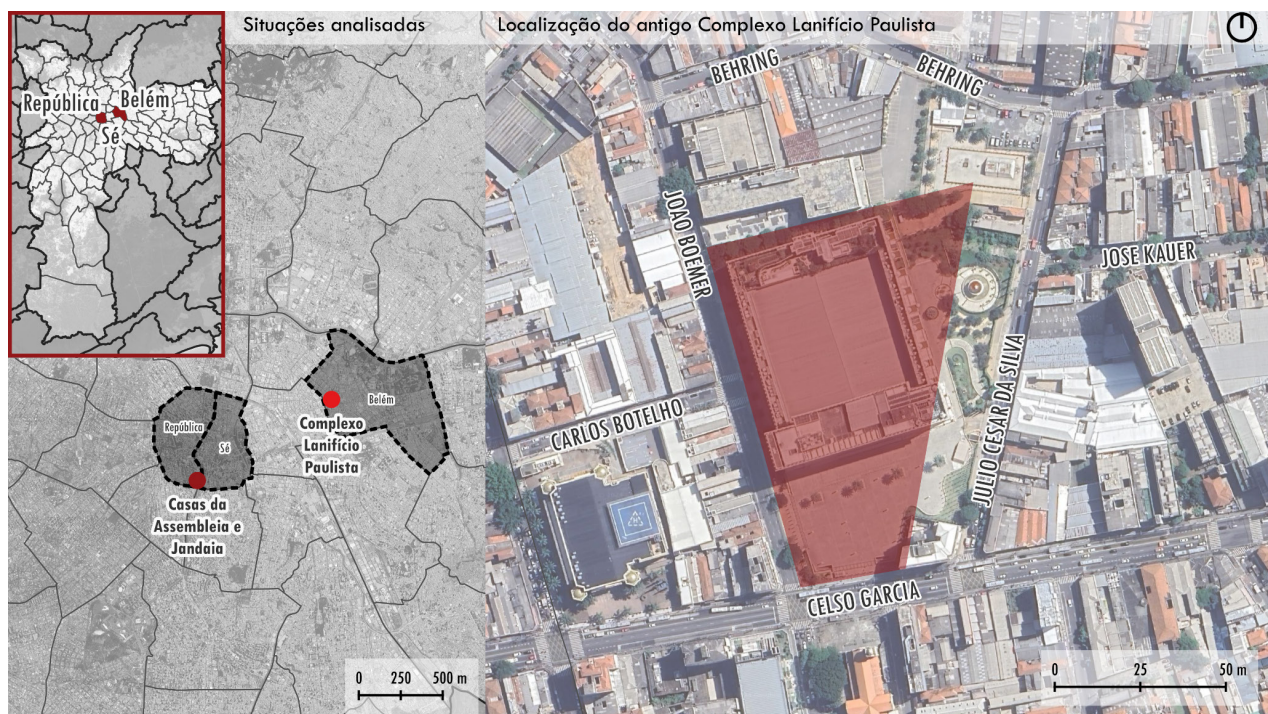 Situações analisadas
Localização do antigo Complexo Lanifício Paulista
República
Belém
Sé
República
Sé
Belém
Complexo
Lanifício
Paulista
Casas da
Assembleia e
Jandaia
0 250 500 m
BEHRING
BEHRING
JOAO BOEMER
JOSE KAUER
CARLOS BOTELHO
JULIO CESAR DA SILVA
CELSO GARCIA
0 25 50 m